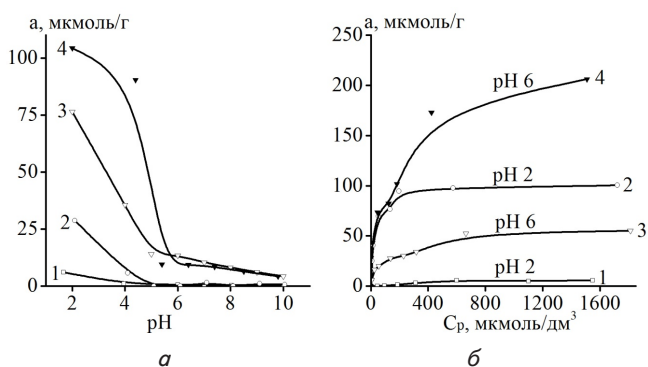 a, мкмоль/г
100
75
50
25
0
4
3
2
1
0 2 4 6 8 10
pH
а
a, мкмоль/г
250
200
150
100
50
0
pH 6 4
pH 2 2
pH 6 3
pH 2 1
0 400 800 1200 1600
Cр, мкмоль/дм³
б